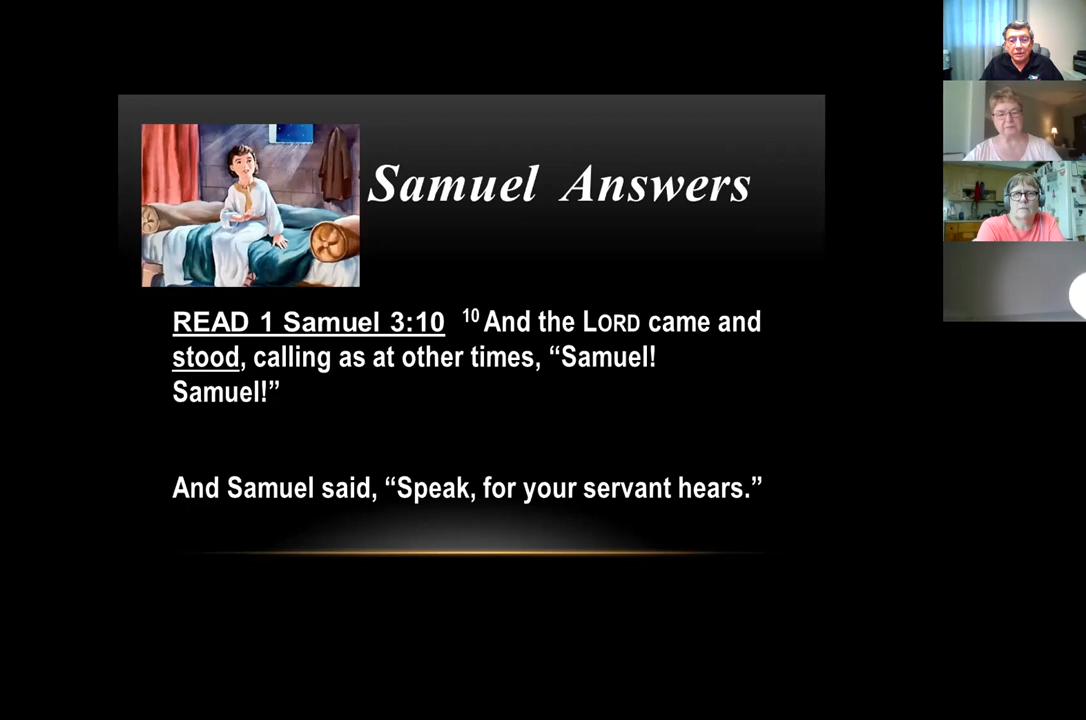 Samuel Answers
READ 1 Samuel 3:10 10 And the LORD came and
stood, calling as at other times, “Samuel!
Samuel!”
And Samuel said, “Speak, for your servant hears.”